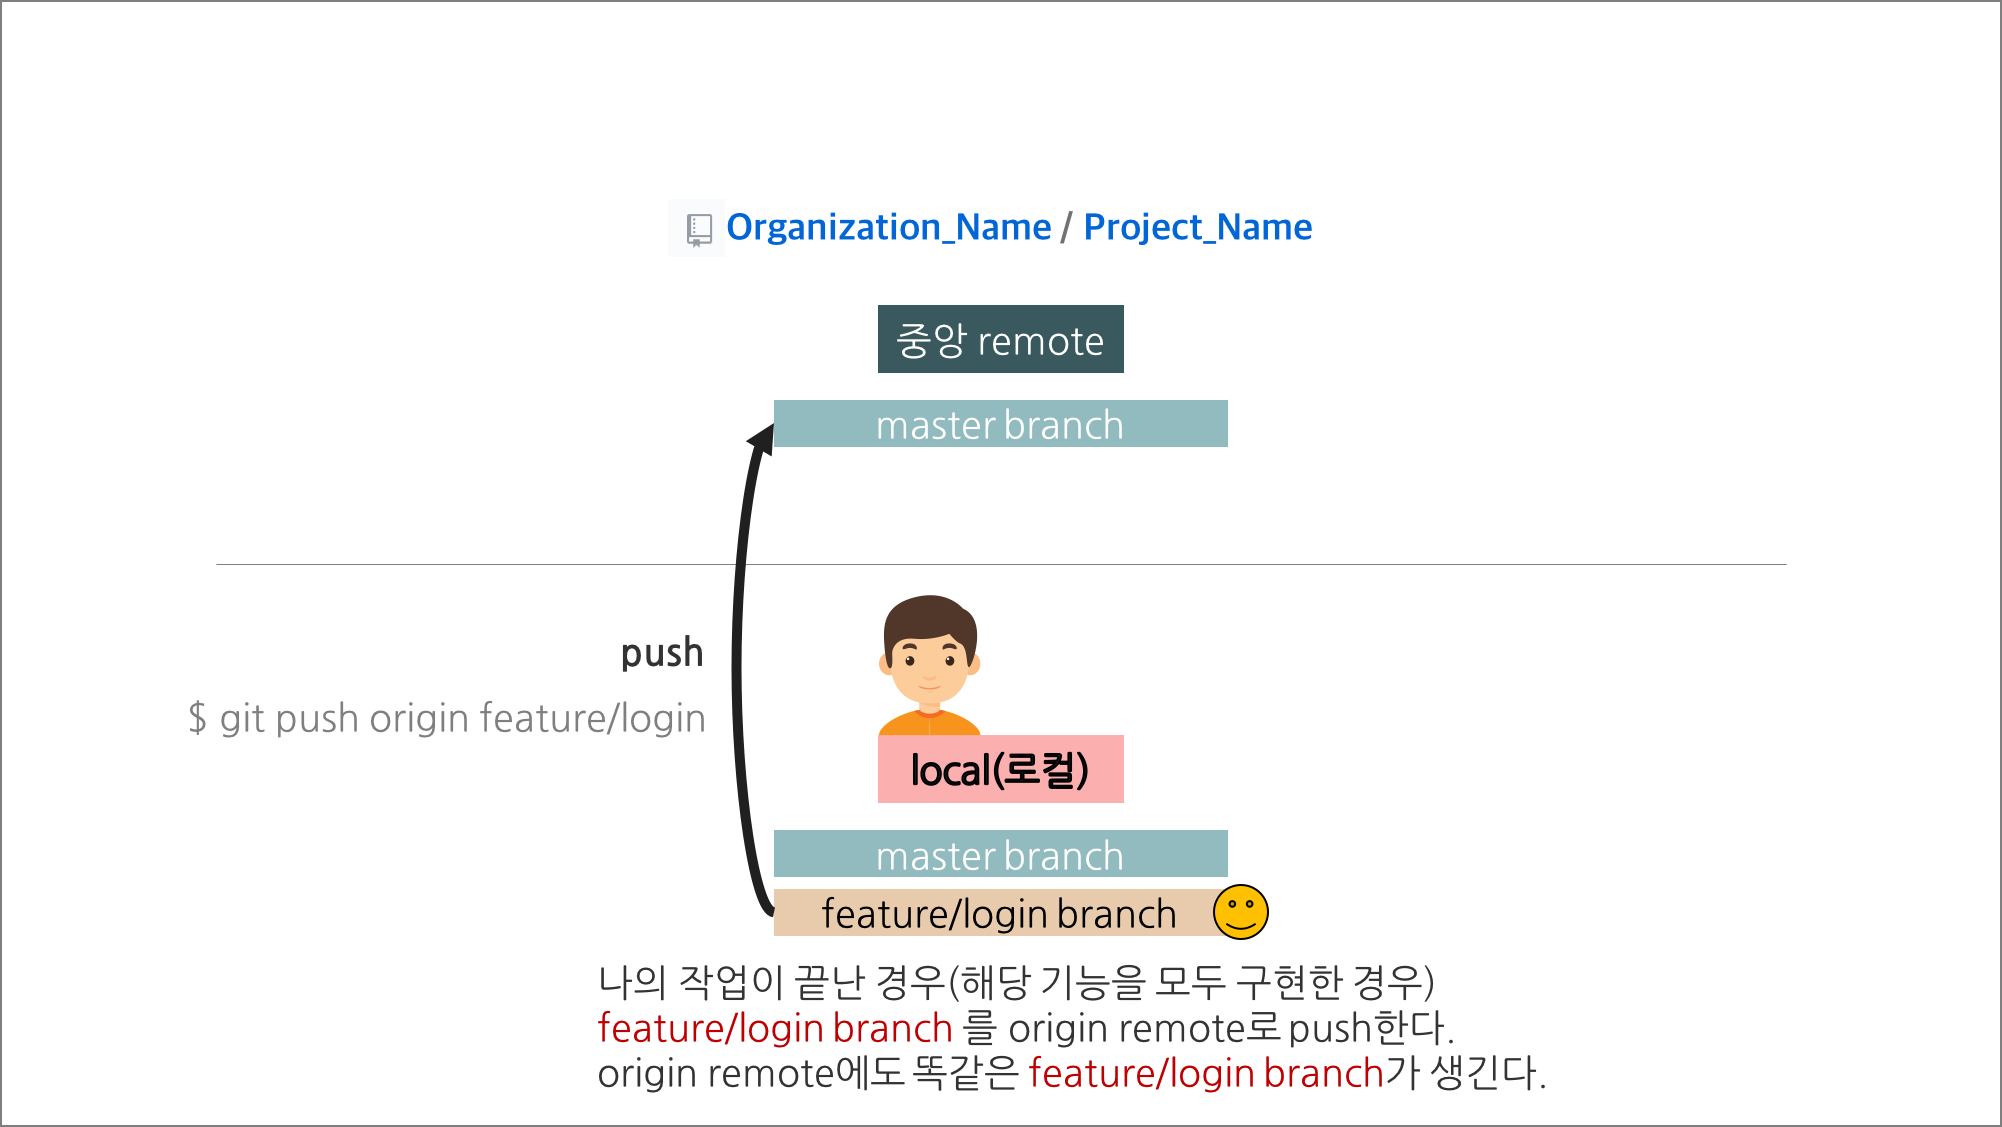 Organization_Name / Project_Name
중앙 remote
master branch
push
$ git push origin feature/login
local(로컬)
master branch
feature/login branch
나의 작업이 끝난 경우(해당 기능을 모두 구현한 경우)
feature/login branch 를 origin remote로 push한다.
origin remote에도 똑같은 feature/login branch가 생긴다.